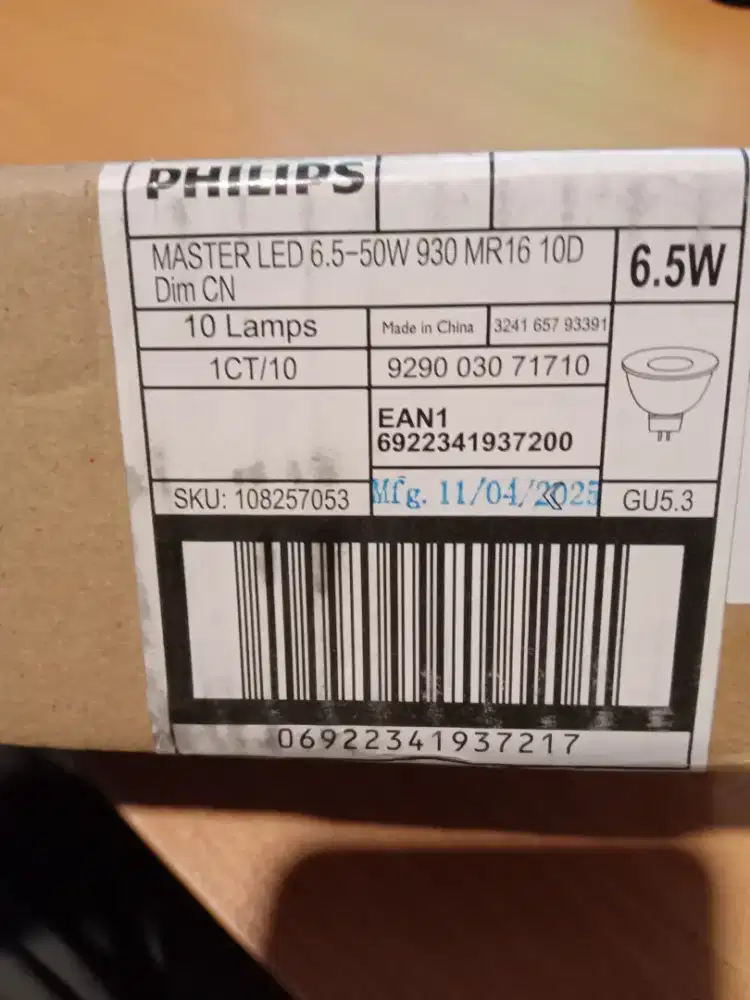 PHILIPS
MASTER LED 6.5-50W 930 MR16 10D
Dim CN
6.5W
10 Lamps
Made in China
3241 657 93391
1CT/10
9290 030 71710
EAN1
6922341937200
SKU: 108257053
Mfg. 11/04/2025
GU5.3
06922341937217